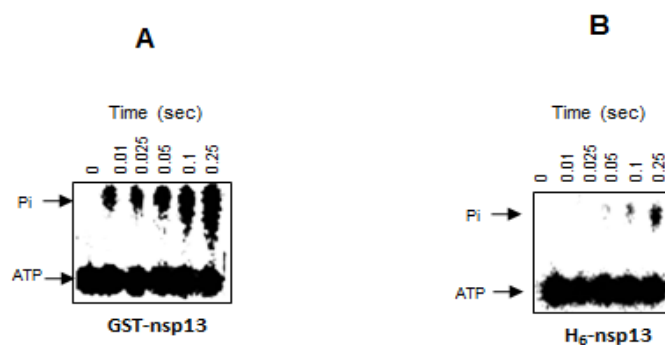 A
Time (sec)
0 0.01 0.025 0.05 0.1 0.25
Pi
ATP
GST-nsp13
B
Time (sec)
0 0.01 0.025 0.05 0.1 0.25
Pi
ATP
H₆-nsp13